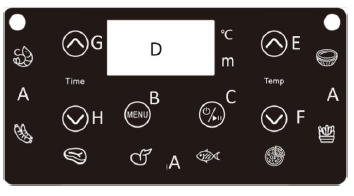 G D °C E
Time m Temp
A B C A
H MENU F
A